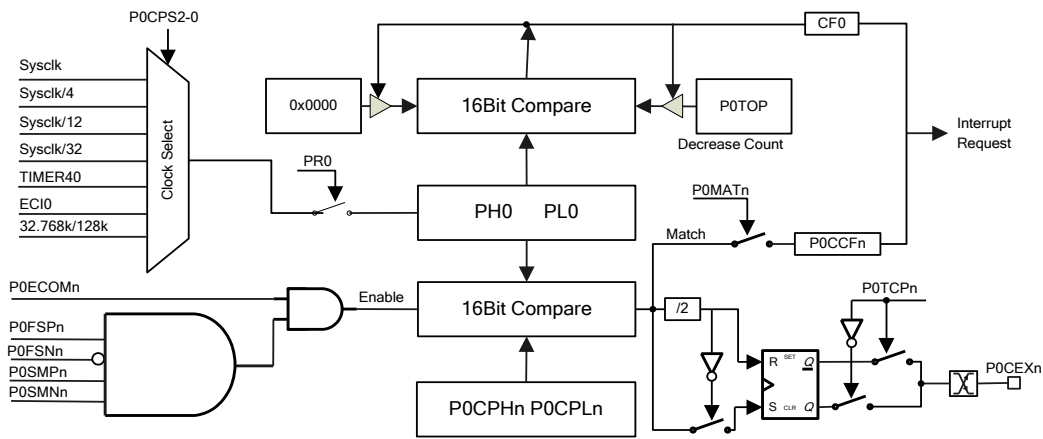 P0CPS2-0
Sysclk
Sysclk/4
Sysclk/12
Sysclk/32
TIMER40
ECI0
32.768k/128k
Clock Select
PR0
0x0000
16Bit Compare
P0TOP
Decrease Count
CF0
Interrupt
Request
PH0 PL0
P0MATn
Match
P0CCFn
P0ECOMn
Enable
16Bit Compare
/2
P0TCPn
P0FSPn
P0FSNn
P0SMPn
P0SMNn
P0CPHn P0CPLn
R SET Q
S CLR Q
P0CEXn